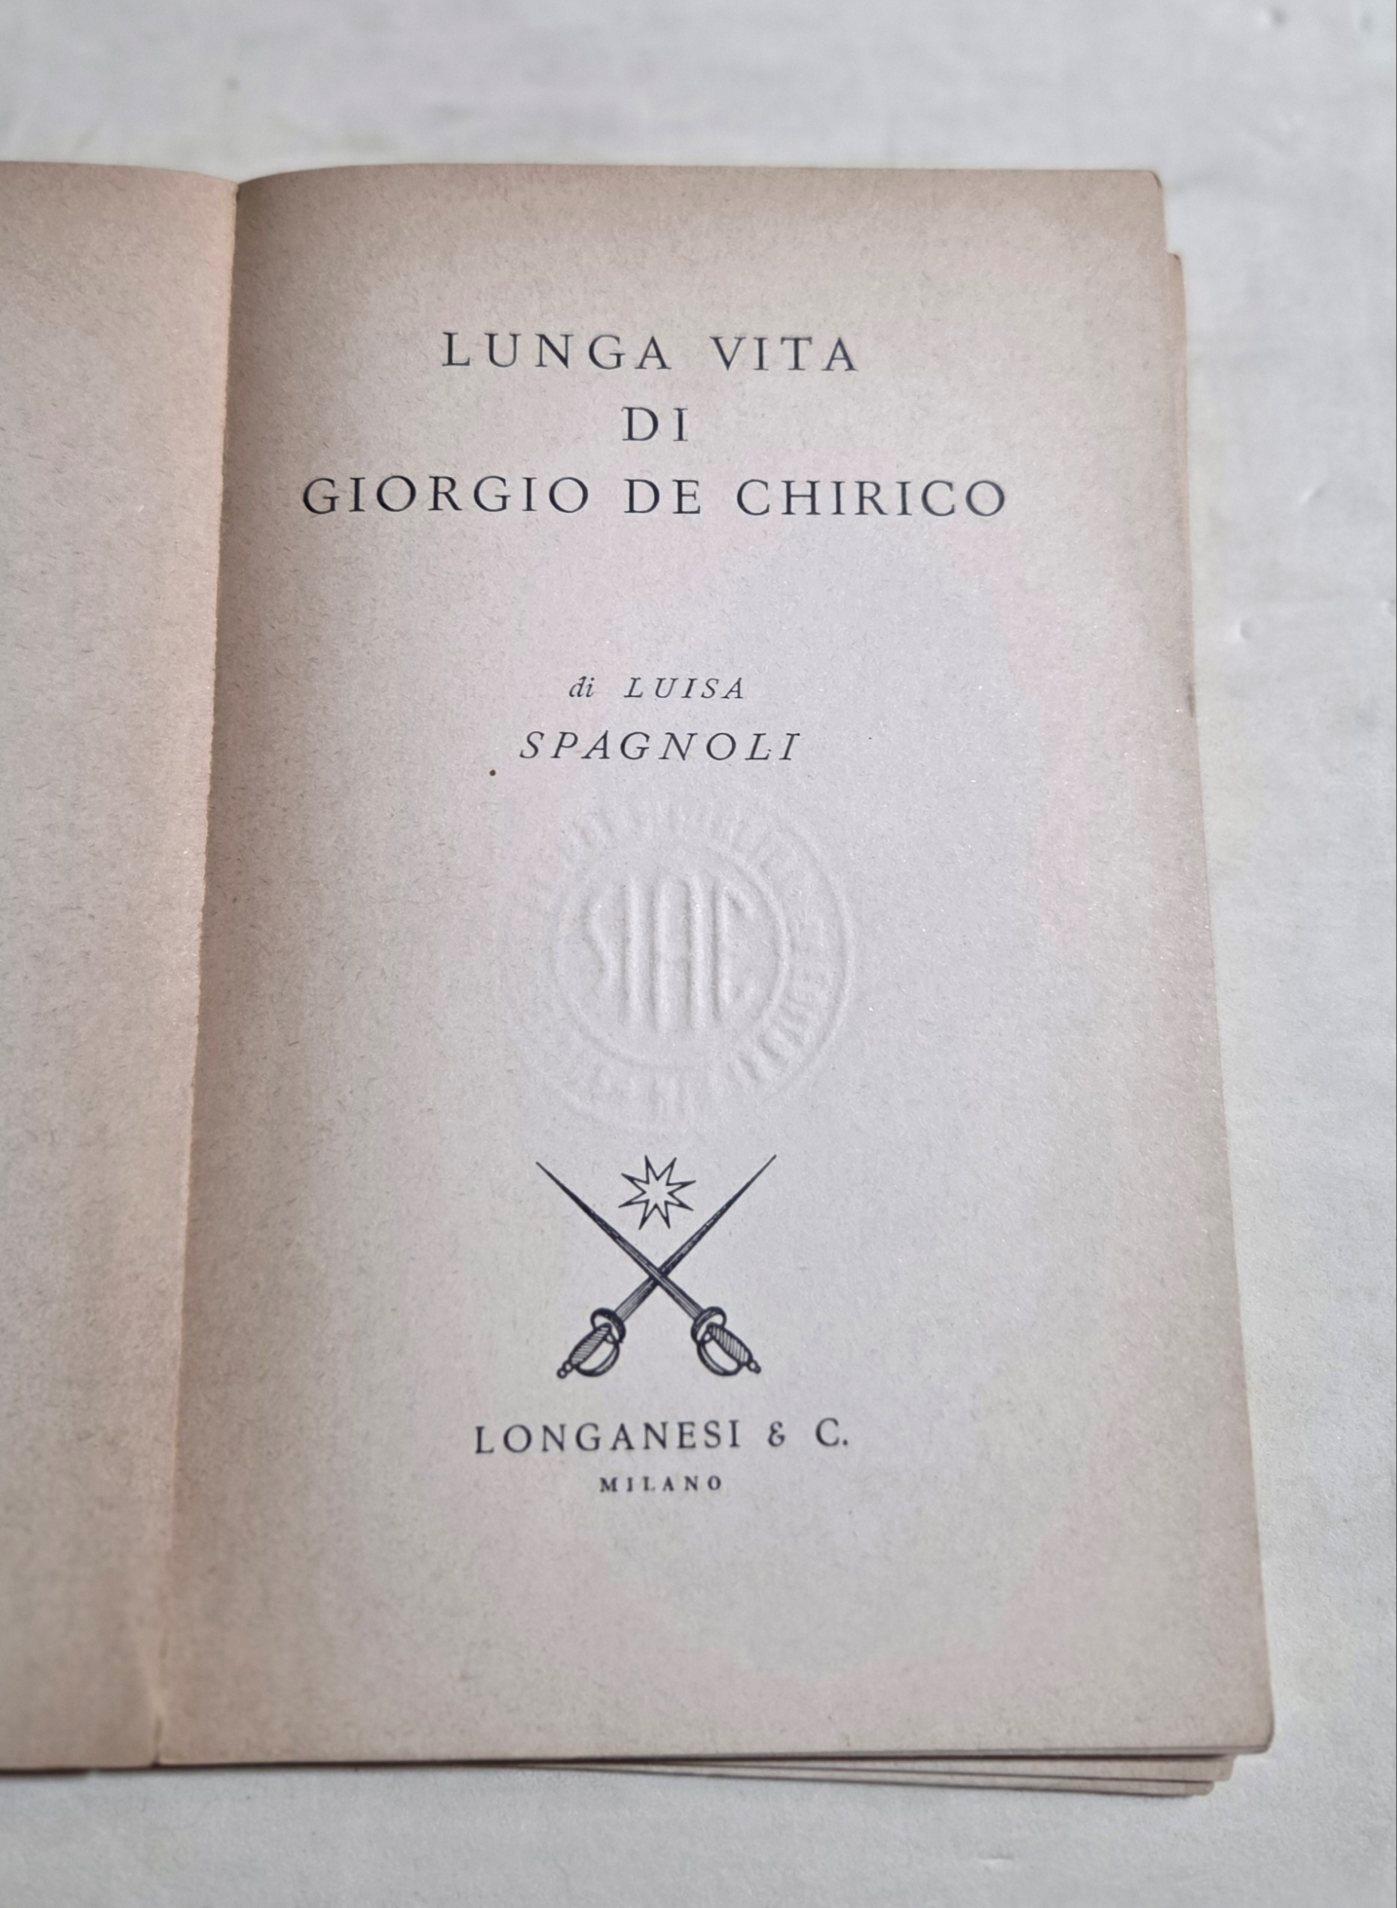 LUNGA VITA
DI
GIORGIO DE CHIRICO
di LUISA
SPAGNOLI
SIAE
LONGANESI & C.
MILANO